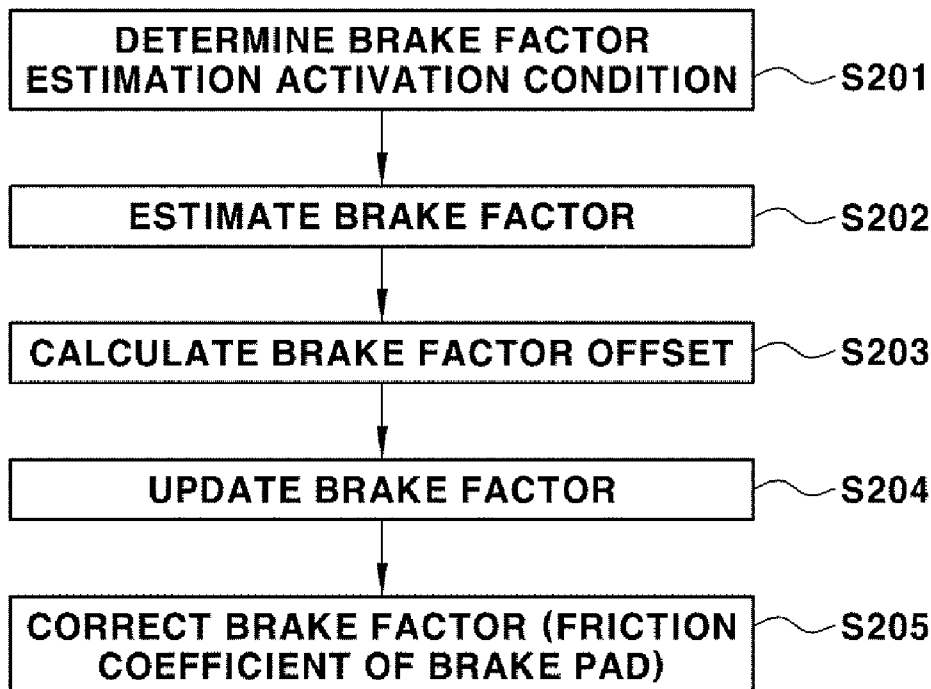 DETERMINE BRAKE FACTOR
ESTIMATION ACTIVATION CONDITION
S201
ESTIMATE BRAKE FACTOR
S202
CALCULATE BRAKE FACTOR OFFSET
S203
UPDATE BRAKE FACTOR
S204
CORRECT BRAKE FACTOR (FRICTION
COEFFICIENT OF BRAKE PAD)
S205